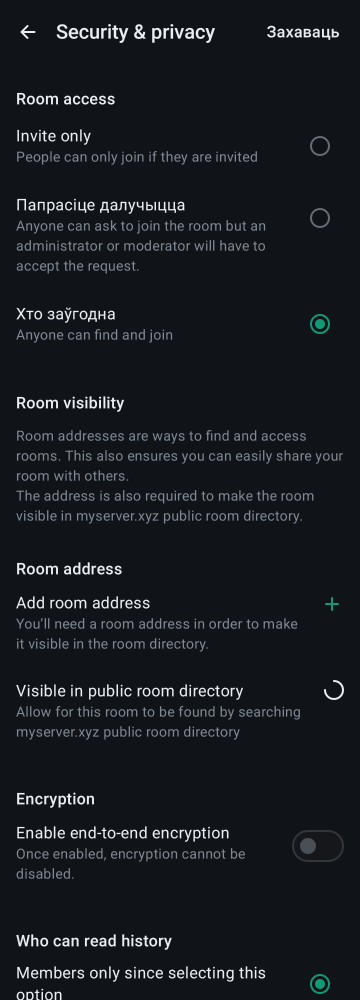 Security & privacy
Захаваць
Room access
Invite only
People can only join if they are invited
Папрасіце далучыцца
Anyone can ask to join the room but an
administrator or moderator will have to
accept the request.
Хто заўгодна
Anyone can find and join
Room visibility
Room addresses are ways to find and access
rooms. This also ensures you can easily share your
room with others.
The address is also required to make the room
visible in myserver.xyz public room directory.
Room address
Add room address
You’ll need a room address in order to make
it visible in the room directory.
Visible in public room directory
Allow for this room to be found by searching
myserver.xyz public room directory
Encryption
Enable end-to-end encryption
Once enabled, encryption cannot be
disabled.
Who can read history
Members only since selecting this
option